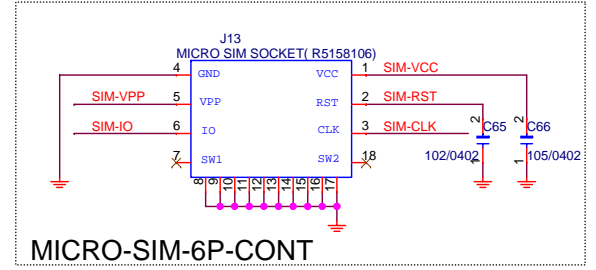 J13
MICRO SIM SOCKET( R5158106)
4 GND VCC 1 SIM-VCC
SIM-VPP 5 VPP RST 2 SIM-RST
SIM-IO 6 IO CLK 3 SIM-CLK
2 C65 2 C66
102/0402 1 105/0402 1
7 SW1 SW2 18
8 9 10 11 12 13 14 15 16 17
MICRO-SIM-6P-CONT